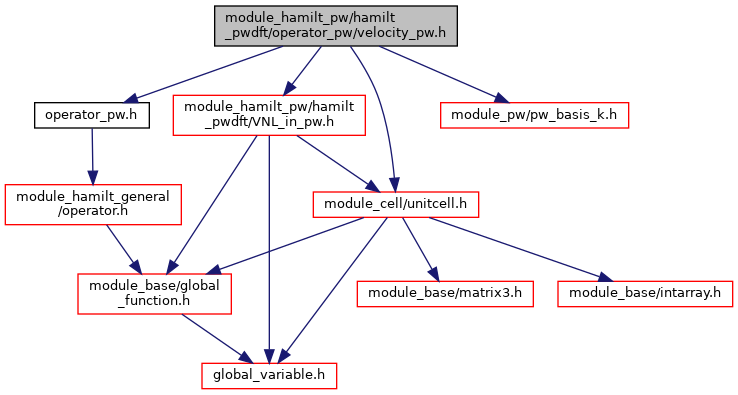 module_hamilt_pw/hamilt
_pwdft/operator_pw/velocity_pw.h
operator_pw.h
module_hamilt_pw/hamilt
_pwdft/VNL_in_pw.h
module_pw/pw_basis_k.h
module_hamilt_general
/operator.h
module_cell/unitcell.h
module_base/global
_function.h
module_base/matrix3.h
module_base/intarray.h
global_variable.h